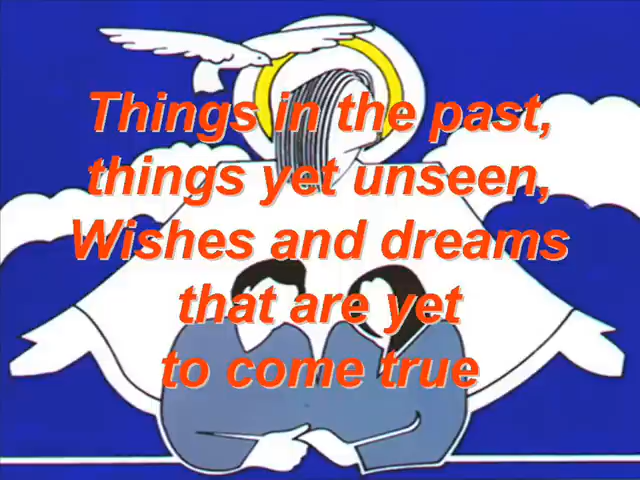 Things in the past,
things yet unseen,
Wishes and dreams
that are yet
to come true